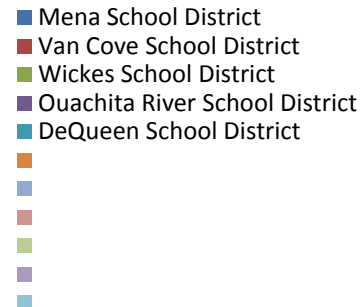 Mena School District
Van Cove School District
Wickes School District
Ouachita River School District
DeQueen School District